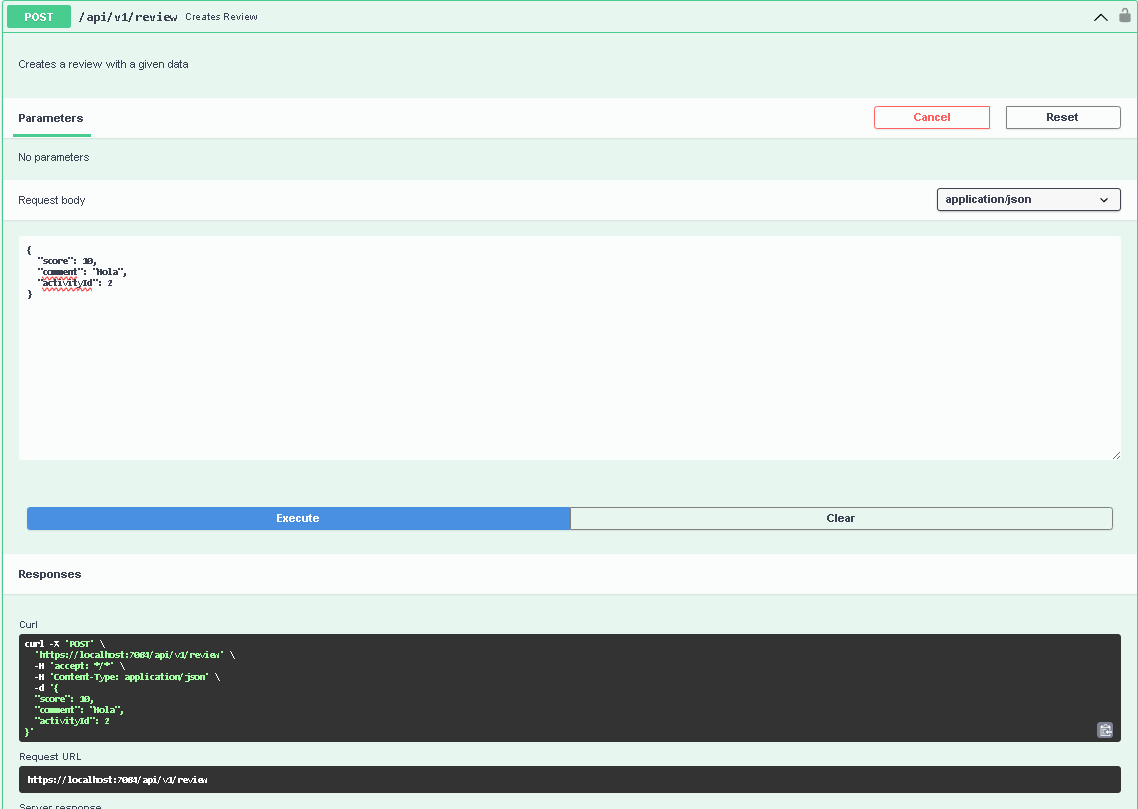 POST /api/v1/review Creates Review
Creates a review with a given data
Parameters
Cancel
Reset
No parameters
Request body
application/json
{
"score": 10,
"comment": "Hola",
"activityId": 2
}
Execute
Clear
Responses
Curl
curl -X 'POST' \
'https://localhost:7084/api/v1/review' \
-H 'accept: */*' \
-H 'Content-Type: application/json' \
-d '{
"score": 10,
"comment": "Hola",
"activityId": 2
}'
Request URL
https://localhost:7084/api/v1/review
Server response